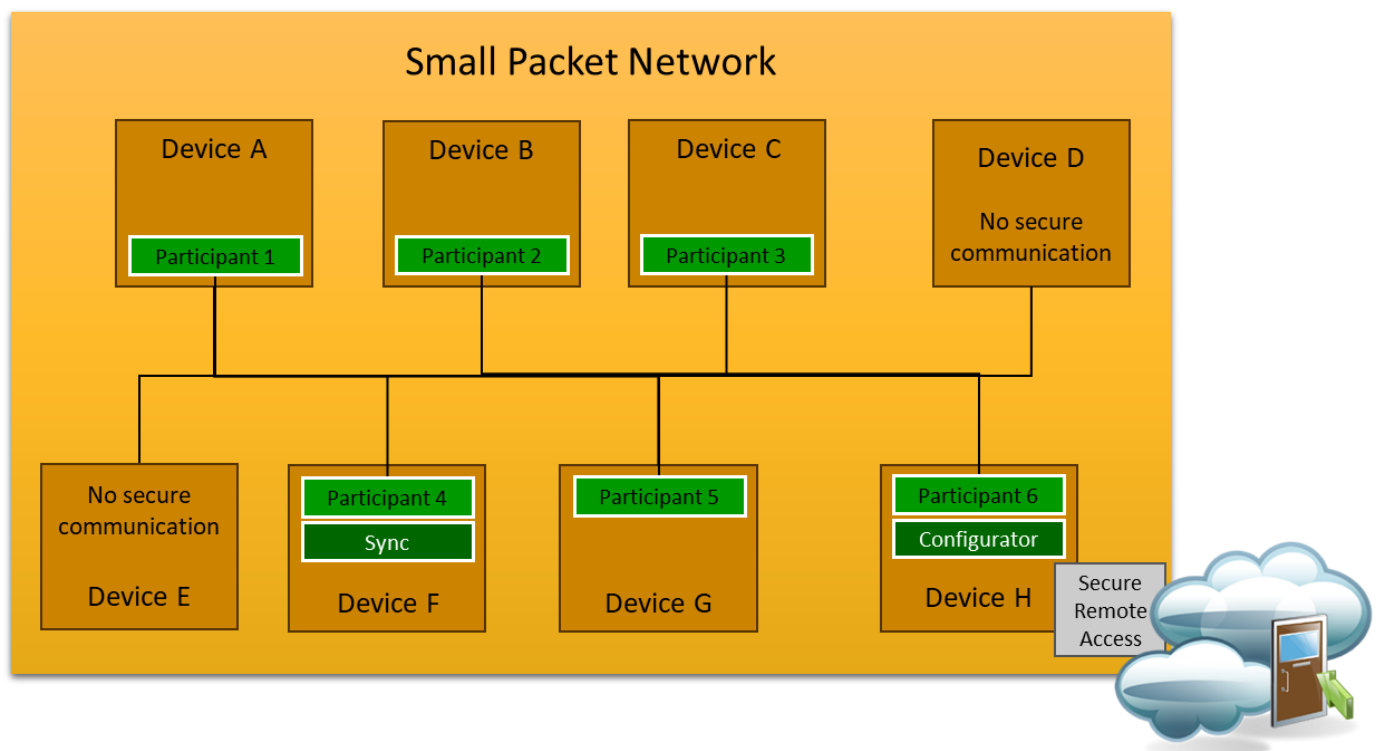 Small Packet Network
Device A
Participant 1
Device B
Participant 2
Device C
Participant 3
Device D
No secure
communication
No secure
communication
Device E
Participant 4
Sync
Device F
Participant 5
Device G
Participant 6
Configurator
Device H
Secure
Remote
Access